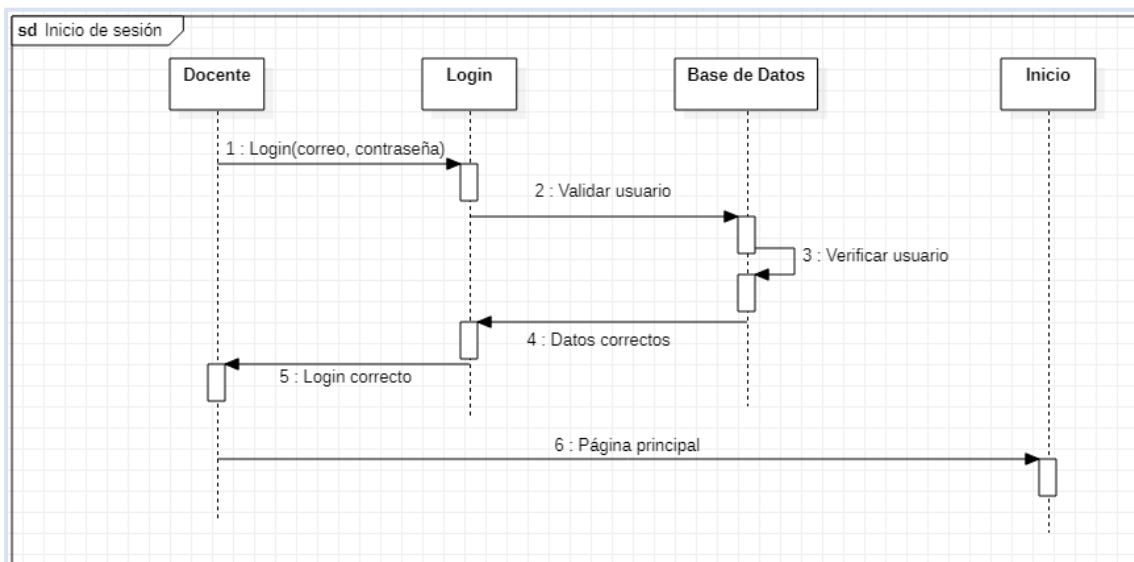 sd Inicio de sesión
Docente
Login
Base de Datos
Inicio
1 : Login(correo, contraseña)
2 : Validar usuario
3 : Verificar usuario
4 : Datos correctos
5 : Login correcto
6 : Página principal